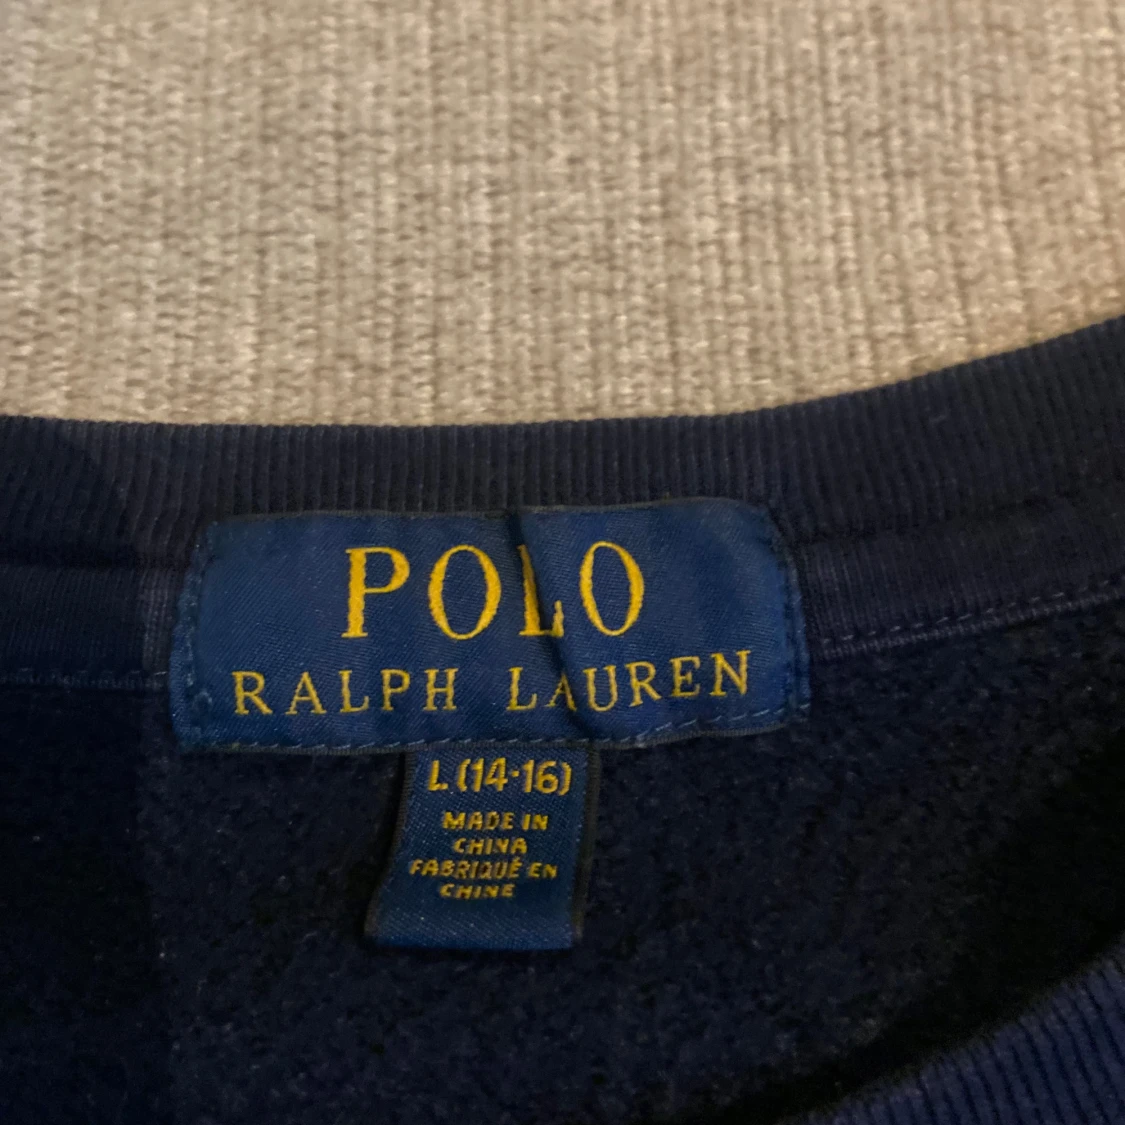 POLO
RALPH LAUREN
L (14-16)
MADE IN
CHINA
FABRIQUÉ EN
CHINE